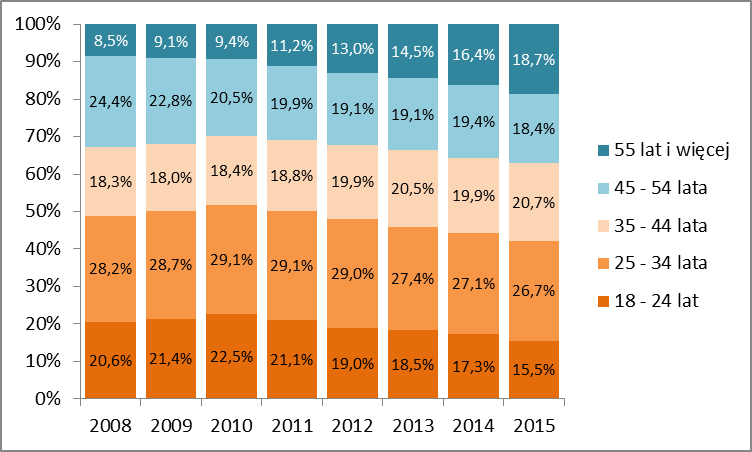 100%
90%
80%
70%
60%
50%
40%
30%
20%
10%
0%
8,5% 9,1% 9,4% 11,2% 13,0% 14,5% 16,4% 18,7%
24,4% 22,8% 20,5% 19,9% 19,1% 19,1% 19,4% 18,4%
18,3% 18,0% 18,4% 18,8% 19,9% 20,5% 19,9% 20,7%
28,2% 28,7% 29,1% 29,1% 29,0% 27,4% 27,1% 26,7%
20,6% 21,4% 22,5% 21,1% 19,0% 18,5% 17,3% 15,5%
2008 2009 2010 2011 2012 2013 2014 2015
55 lat i więcej
45 - 54 lata
35 - 44 lata
25 - 34 lata
18 - 24 lat